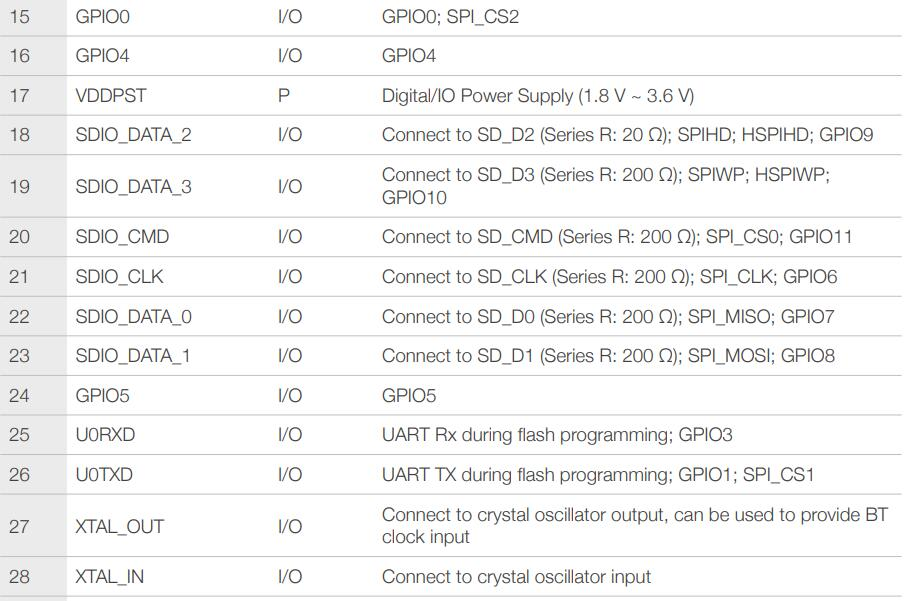 15 GPIO0 I/O GPIO0; SPI_CS2
16 GPIO4 I/O GPIO4
17 VDDPST P Digital/IO Power Supply (1.8 V ~ 3.6 V)
18 SDIO_DATA_2 I/O Connect to SD_D2 (Series R: 20 Ω); SPIHD; HSPIHD; GPIO9
19 SDIO_DATA_3 I/O Connect to SD_D3 (Series R: 200 Ω); SPIWP; HSPIWP;
GPIO10
20 SDIO_CMD I/O Connect to SD_CMD (Series R: 200 Ω); SPI_CS0; GPIO11
21 SDIO_CLK I/O Connect to SD_CLK (Series R: 200 Ω); SPI_CLK; GPIO6
22 SDIO_DATA_0 I/O Connect to SD_D0 (Series R: 200 Ω); SPI_MISO; GPIO7
23 SDIO_DATA_1 I/O Connect to SD_D1 (Series R: 200 Ω); SPI_MOSI; GPIO8
24 GPIO5 I/O GPIO5
25 U0RXD I/O UART Rx during flash programming; GPIO3
26 U0TXD I/O UART TX during flash programming; GPIO1; SPI_CS1
27 XTAL_OUT I/O Connect to crystal oscillator output, can be used to provide BT
clock input
28 XTAL_IN I/O Connect to crystal oscillator input